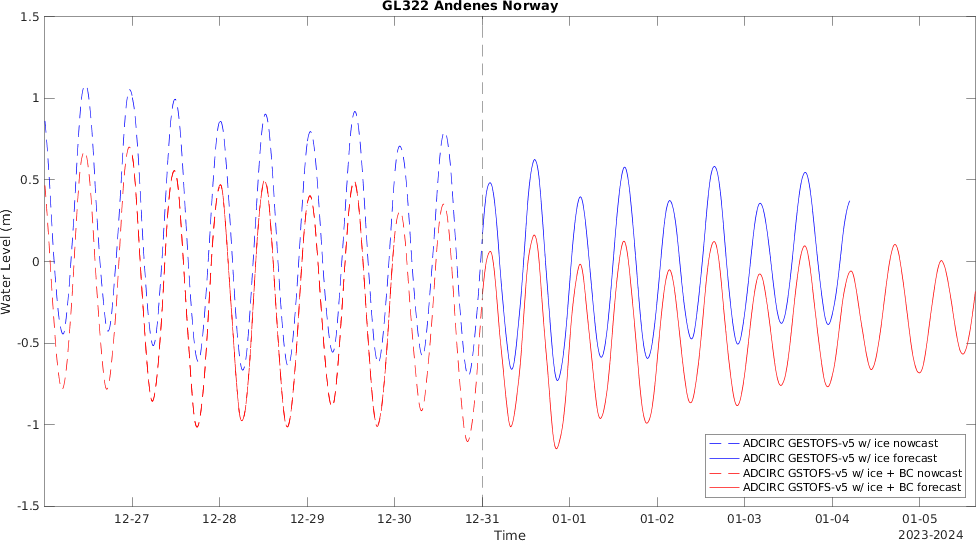 GL322 Andenes Norway
1.5
1
0.5
0
-0.5
-1
-1.5
Water Level (m)
12-27 12-28 12-29 12-30 12-31 01-01 01-02 01-03 01-04 01-05
Time
2023-2024
ADCIRC GESTOFS-v5 w/ ice nowcast
ADCIRC GESTOFS-v5 w/ ice forecast
ADCIRC GSTOFS-v5 w/ ice + BC nowcast
ADCIRC GSTOFS-v5 w/ ice + BC forecast